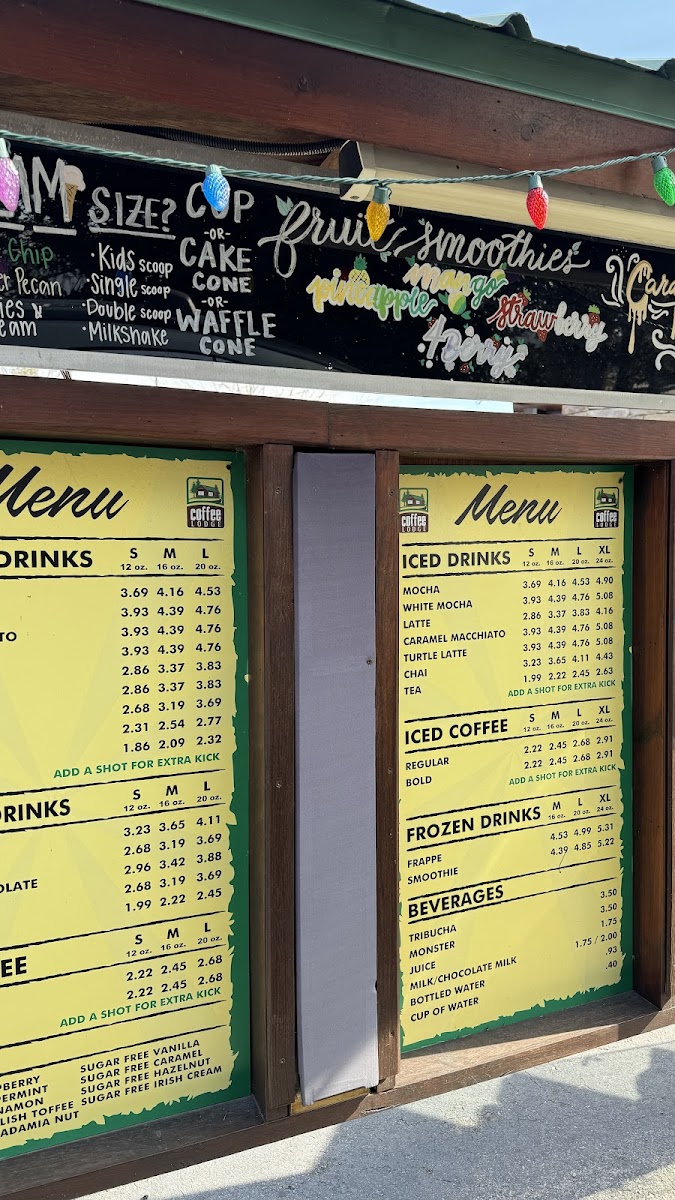 AM
SIZE?
CUP
-OR-
CAKE
CONE
-OR-
WAFFLE
CONE
Chip
Pecan
·Kids scoop
·Single scoop
·Double scoop
·Milkshake
fruit smoothies
pineapple
mango
strawberry
4 Berry
Cara
Menu
coffee
LODGE
DRINKS S M L
12 oz. 16 oz. 20 oz.
3.69 4.16 4.53
3.93 4.39 4.76
TO 3.93 4.39 4.76
3.93 4.39 4.76
2.86 3.37 3.83
2.86 3.37 3.83
2.68 3.19 3.69
2.31 2.54 2.77
1.86 2.09 2.32
ADD A SHOT FOR EXTRA KICK
DRINKS S M L
12 oz. 16 oz. 20 oz.
3.23 3.65 4.11
2.68 3.19 3.69
2.96 3.42 3.88
OLATE 2.68 3.19 3.69
1.99 2.22 2.45
EE S M L
12 oz. 16 oz. 20 oz.
2.22 2.45 2.68
2.22 2.45 2.68
ADD A SHOT FOR EXTRA KICK
PBERRY SUGAR FREE VANILLA
ERMINT SUGAR FREE CARAMEL
NAMON SUGAR FREE HAZELNUT
LISH TOFFEE SUGAR FREE IRISH CREAM
ADAMIA NUT
coffee
LODGE
Menu
coffee
LODGE
ICED DRINKS S M L XL
12 oz. 16 oz. 20 oz. 24 oz.
MOCHA 3.69 4.16 4.53 4.90
WHITE MOCHA 3.93 4.39 4.76 5.08
LATTE 2.86 3.37 3.83 4.16
CARAMEL MACCHIATO 3.93 4.39 4.76 5.08
TURTLE LATTE 3.93 4.39 4.76 5.08
CHAI 3.23 3.65 4.11 4.43
TEA 1.99 2.22 2.45 2.63
ADD A SHOT FOR EXTRA KICK
ICED COFFEE S M L XL
12 oz. 16 oz. 20 oz. 24 oz.
REGULAR 2.22 2.45 2.68 2.91
BOLD 2.22 2.45 2.68 2.91
ADD A SHOT FOR EXTRA KICK
FROZEN DRINKS M L XL
16 oz. 20 oz. 24 oz.
FRAPPE 4.53 4.99 5.31
SMOOTHIE 4.39 4.85 5.22
BEVERAGES
TRIBUCHA 3.50
MONSTER 3.50
JUICE 1.75
MILK/CHOCOLATE MILK 1.75 / 2.00
BOTTLED WATER .93
CUP OF WATER .40